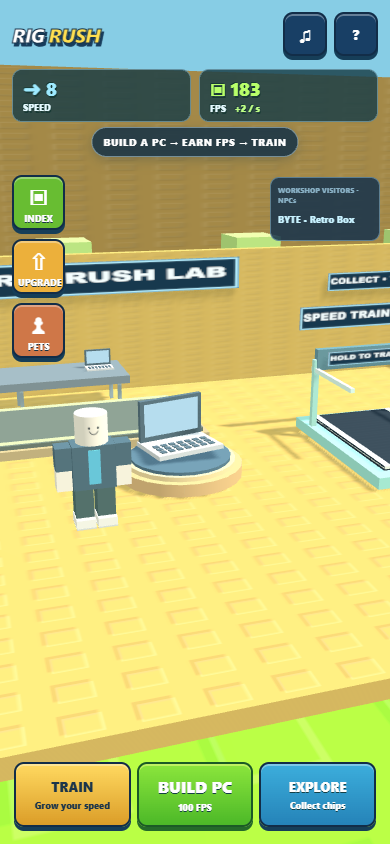 RIG RUSH
?
8
SPEED
183
FPS +2/s
BUILD A PC → EARN FPS → TRAIN
WORKSHOP VISITORS - NPCs
BYTE - Retro Box
INDEX
UPGRADE
PETS
RUSH LAB
COLLECT •
SPEED TRAIN
HOLD TO TRA
TRAIN
Grow your speed
BUILD PC
100 FPS
EXPLORE
Collect chips